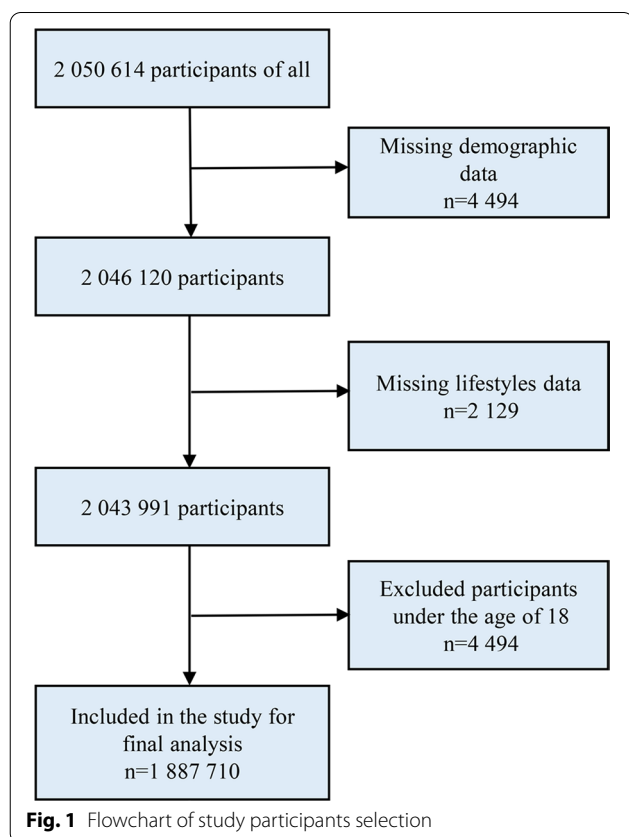 2 050 614 participants of all
Missing demographic
data
n=4 494
2 046 120 participants
Missing lifestyles data
n=2 129
2 043 991 participants
Excluded participants
under the age of 18
n=4 494
Included in the study for
final analysis
n=1 887 710
Fig. 1 Flowchart of study participants selection